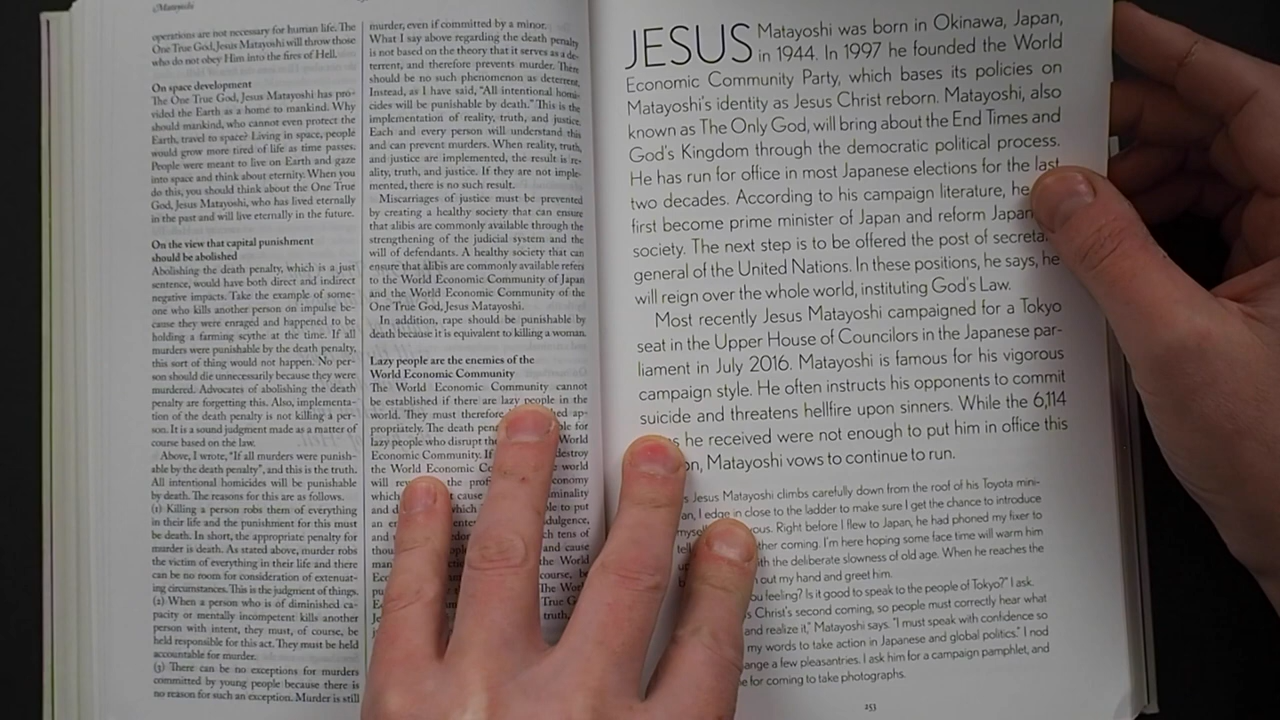 Matayoshi
operations are not necessary for human life. The
One True God, Jesus Matayoshi will throw those
who do not obey Him into the fires of Hell.
On space development
The One True God, Jesus Matayoshi has pro-
vided the Earth as a home to mankind. Why
should mankind, who cannot even protect the
Earth, travel to space? Living in space, people
would grow more tired of life as time passes.
People were meant to live on Earth and gaze
into space and think about eternity. When you
do this, you should think about the One True
God, Jesus Matayoshi, who has lived eternally
in the past and will live eternally in the future.
On the view that capital punishment
should be abolished
Abolishing the death penalty, which is a just
sentence, would have both direct and indirect
negative impacts. Take the example of some-
one who kills another person on impulse be-
cause they were enraged and happened to be
holding a farming scythe at the time. If all
murders were punishable by the death penalty,
this sort of thing would not happen. No per-
son should die unnecessarily because they were
murdered. Advocates of abolishing the death
penalty are forgetting this. Also, implementa-
tion of the death penalty is not killing a per-
son. It is a sound judgment made as a matter of
course based on the law.
Above, I wrote, "If all murders were punish-
able by the death penalty", and this is the truth.
All intentional homicides will be punishable
by death. The reasons for this are as follows.
(1) Killing a person robs them of everything
in their life and the punishment for this must
be death. In short, the appropriate penalty for
murder is death. As stated above, murder robs
the victim of everything in their life and there
can be no room for consideration of extenuat-
ing circumstances. This is the judgment of things.
(2) When a person who is of diminished ca-
pacity or mentally incompetent kills another
person with intent, they must, of course, be
held responsible for this act. They must be held
accountable for murder.
(3) There can be no exceptions for murders
committed by young people because there is
no reason for such an exception. Murder is still
murder, even if committed by a minor.
What I say above regarding the death penalty
is not based on the theory that it serves as a de-
terrent, and therefore prevents murder. There
should be no such phenomenon as deterrent.
Instead, as I have said, "All intentional homi-
cides will be punishable by death." This is the
implementation of reality, truth, and justice.
Each and every person will understand this
and can prevent murders. When reality, truth,
and justice are implemented, the result is re-
ality, truth, and justice. If they are not imple-
mented, there is no such result.
Miscarriages of justice must be prevented
by creating a healthy society that can ensure
that alibis are commonly available through the
strengthening of the judicial system and the
will of defendants. A healthy society that can
ensure that alibis are commonly available refers
to the World Economic Community of Japan
and the World Economic Community of the
One True God, Jesus Matayoshi.
In addition, rape should be punishable by
death because it is equivalent to killing a woman.
Lazy people are the enemies of the
World Economic Community
The World Economic Community cannot
be established if there are lazy people in the
world. They must therefore ap-
propriately. The death for
lazy people who disrupt the World
Economic Community. If destroy
the World Economic world
will the economy
which cause minality
and d which le to put
an e dulgence,
and ch tens of
thou and cause
man the World
Eco course, be
pu The Wor
E True G
Je truth,
JESUS Matayoshi was born in Okinawa, Japan,
in 1944. In 1997 he founded the World
Economic Community Party, which bases its policies on
Matayoshi's identity as Jesus Christ reborn. Matayoshi, also
known as The Only God, will bring about the End Times and
God's Kingdom through the democratic political process.
He has run for office in most Japanese elections for the last
two decades. According to his campaign literature, he
first become prime minister of Japan and reform Japan
society. The next step is to be offered the post of secreta
general of the United Nations. In these positions, he says, he
will reign over the whole world, instituting God's Law.
Most recently Jesus Matayoshi campaigned for a Tokyo
seat in the Upper House of Councilors in the Japanese par-
liament in July 2016. Matayoshi is famous for his vigorous
campaign style. He often instructs his opponents to commit
suicide and threatens hellfire upon sinners. While the 6,114
s he received were not enough to put him in office this
on, Matayoshi vows to continue to run.
s Jesus Matayoshi climbs carefully down from the roof of his Toyota mini-
an, I edge in close to the ladder to make sure I get the chance to introduce
mysel ous. Right before I flew to Japan, he had phoned my fixer to
tell ther coming. I'm here hoping some face time will warm him
up ith the deliberate slowness of old age. When he reaches the
out my hand and greet him.
ou feeling? Is it good to speak to the people of Tokyo?" I ask.
s Christ's second coming, so people must correctly hear what
and realize it," Matayoshi says. "I must speak with confidence so
my words to take action in Japanese and global politics." I nod
ange a few pleasantries. I ask him for a campaign pamphlet, and
e for coming to take photographs.
253